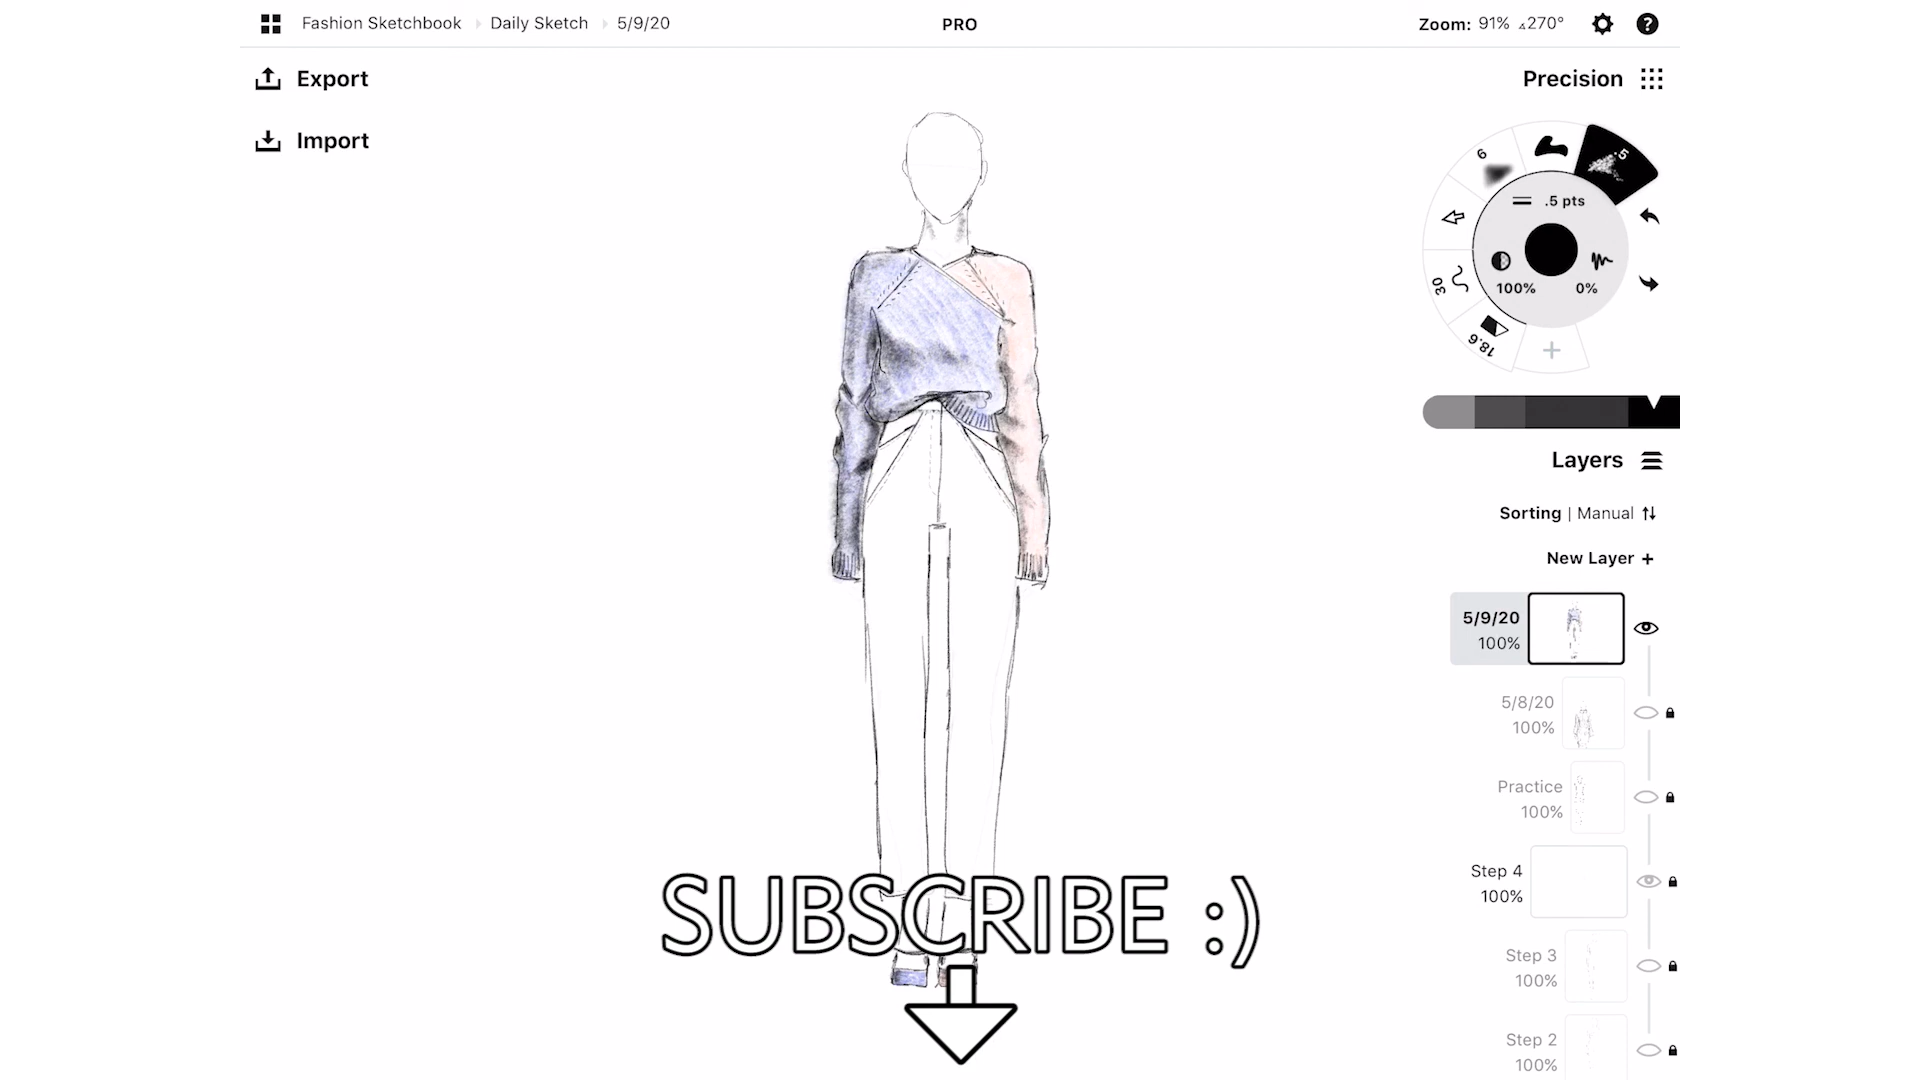 Fashion Sketchbook Daily Sketch 5/9/20
PRO
Zoom: 91% ⦟270°
?
Export
Precision
Import
.5
6
.5 pts
100%
0%
30
18.6
+
Layers
Sorting | Manual
New Layer +
5/9/20
100%
5/8/20
100%
Practice
100%
Step 4
100%
Step 3
100%
Step 2
100%
SUBSCRIBE :)